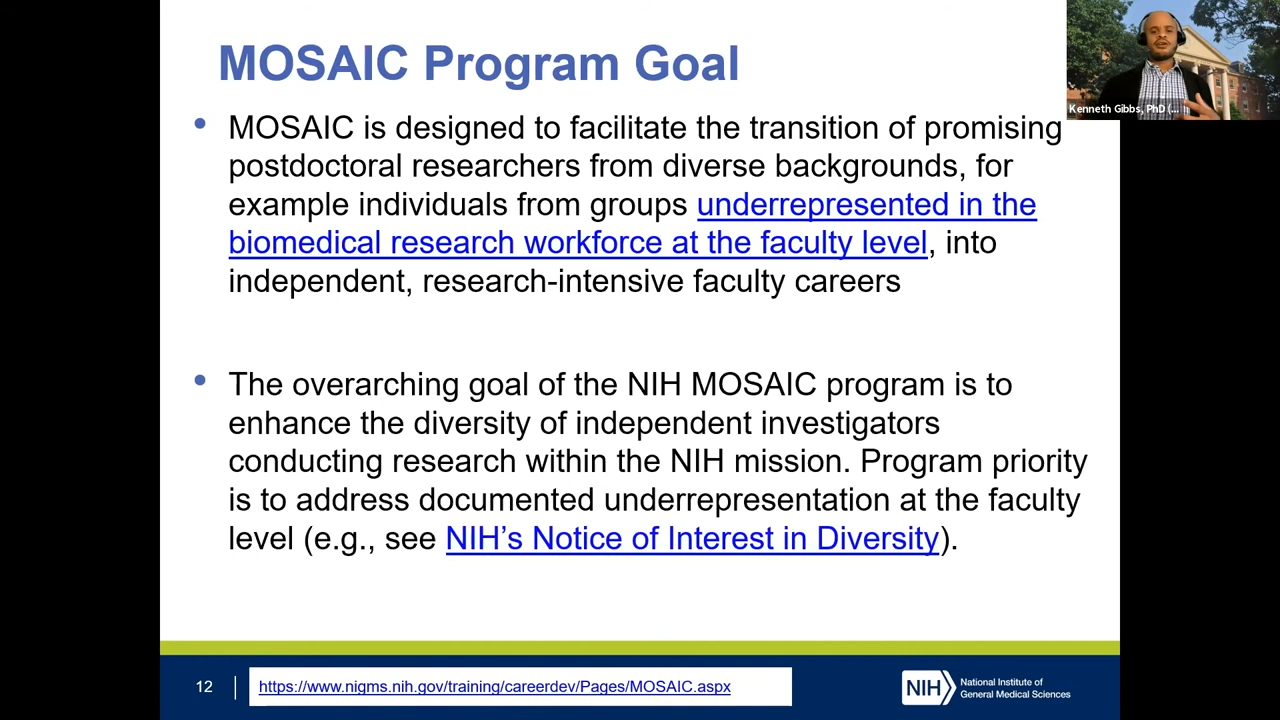 MOSAIC Program Goal
Kenneth Gibbs, PhD (...
• MOSAIC is designed to facilitate the transition of promising
postdoctoral researchers from diverse backgrounds, for
example individuals from groups underrepresented in the
biomedical research workforce at the faculty level, into
independent, research-intensive faculty careers
• The overarching goal of the NIH MOSAIC program is to
enhance the diversity of independent investigators
conducting research within the NIH mission. Program priority
is to address documented underrepresentation at the faculty
level (e.g., see NIH’s Notice of Interest in Diversity).
12
https://www.nigms.nih.gov/training/careerdev/Pages/MOSAIC.aspx
NIH
National Institute of
General Medical Sciences